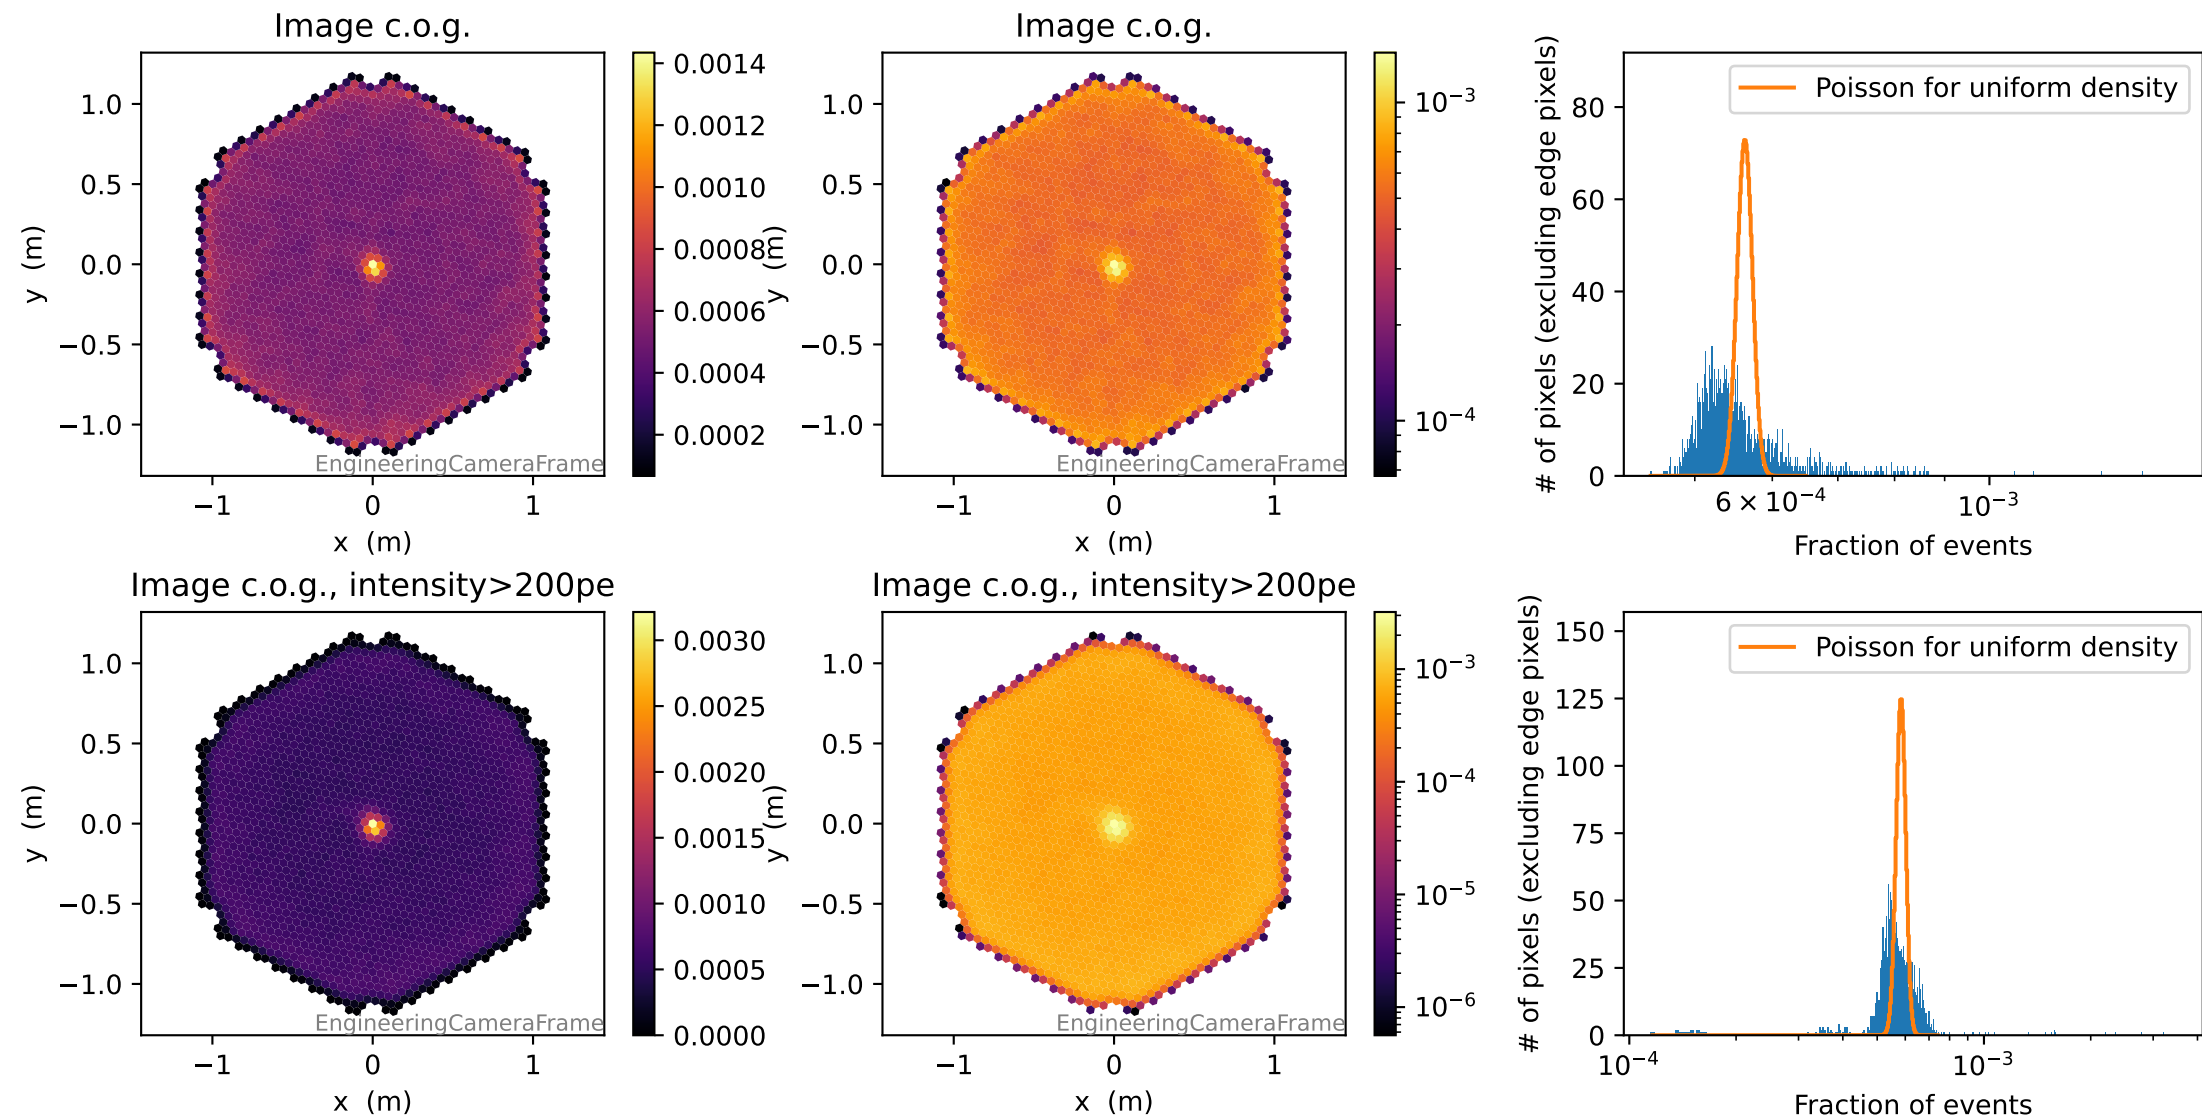 Image c.o.g.
1.0
0.5
0.0
−0.5
−1.0
y (m)
−1 0 1
x (m)
EngineeringCameraFrame
0.0014
0.0012
0.0010
0.0008
0.0006
0.0004
0.0002
Image c.o.g.
1.0
0.5
0.0
−0.5
−1.0
y (m)
−1 0 1
x (m)
EngineeringCameraFrame
10⁻³
10⁻⁴
Poisson for uniform density
80
60
40
20
0
# of pixels (excluding edge pixels)
6 × 10⁻⁴ 10⁻³
Fraction of events
Image c.o.g., intensity>200pe
1.0
0.5
0.0
−0.5
−1.0
y (m)
−1 0 1
x (m)
EngineeringCameraFrame
0.0030
0.0025
0.0020
0.0015
0.0010
0.0005
0.0000
Image c.o.g., intensity>200pe
1.0
0.5
0.0
−0.5
−1.0
y (m)
−1 0 1
x (m)
EngineeringCameraFrame
10⁻³
10⁻⁴
10⁻⁵
10⁻⁶
Poisson for uniform density
150
125
100
75
50
25
0
# of pixels (excluding edge pixels)
10⁻⁴ 10⁻³
Fraction of events